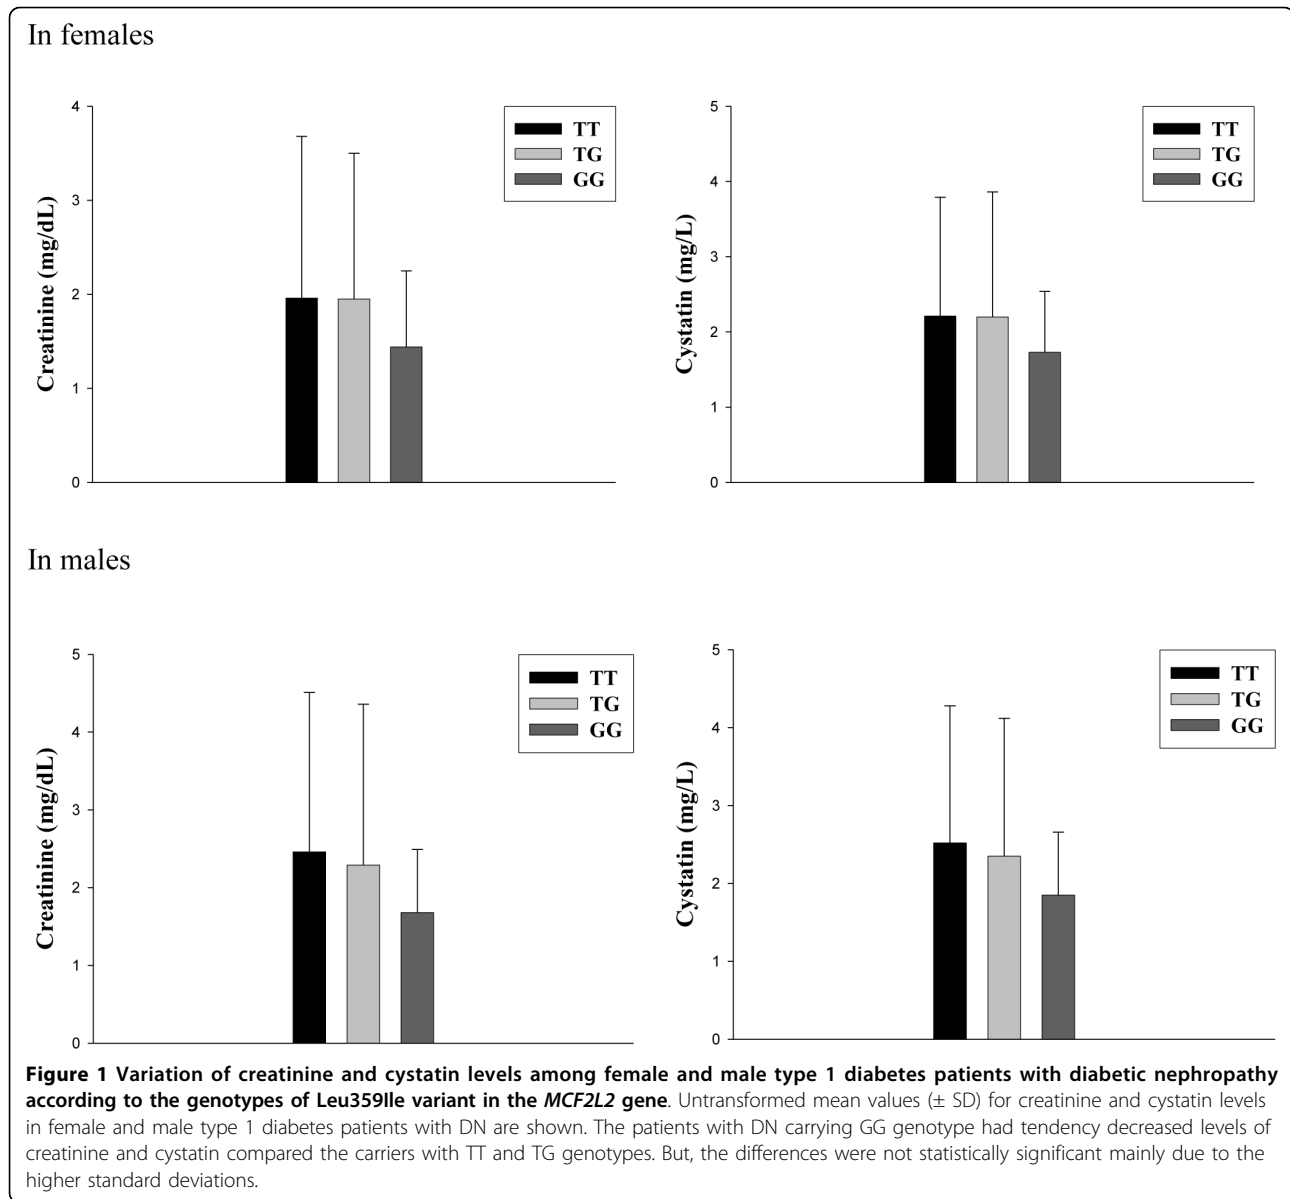 In females
4
3
2
1
0
Creatinine (mg/dL)
TT
TG
GG
5
4
3
2
1
0
Cystatin (mg/L)
TT
TG
GG
In males
5
4
3
2
1
0
Creatinine (mg/dL)
TT
TG
GG
5
4
3
2
1
0
Cystatin (mg/L)
TT
TG
GG
Figure 1 Variation of creatinine and cystatin levels among female and male type 1 diabetes patients with diabetic nephropathy
according to the genotypes of Leu359Ile variant in the MCF2L2 gene. Untransformed mean values (± SD) for creatinine and cystatin levels
in female and male type 1 diabetes patients with DN are shown. The patients with DN carrying GG genotype had tendency decreased levels of
creatinine and cystatin compared the carriers with TT and TG genotypes. But, the differences were not statistically significant mainly due to the
higher standard deviations.